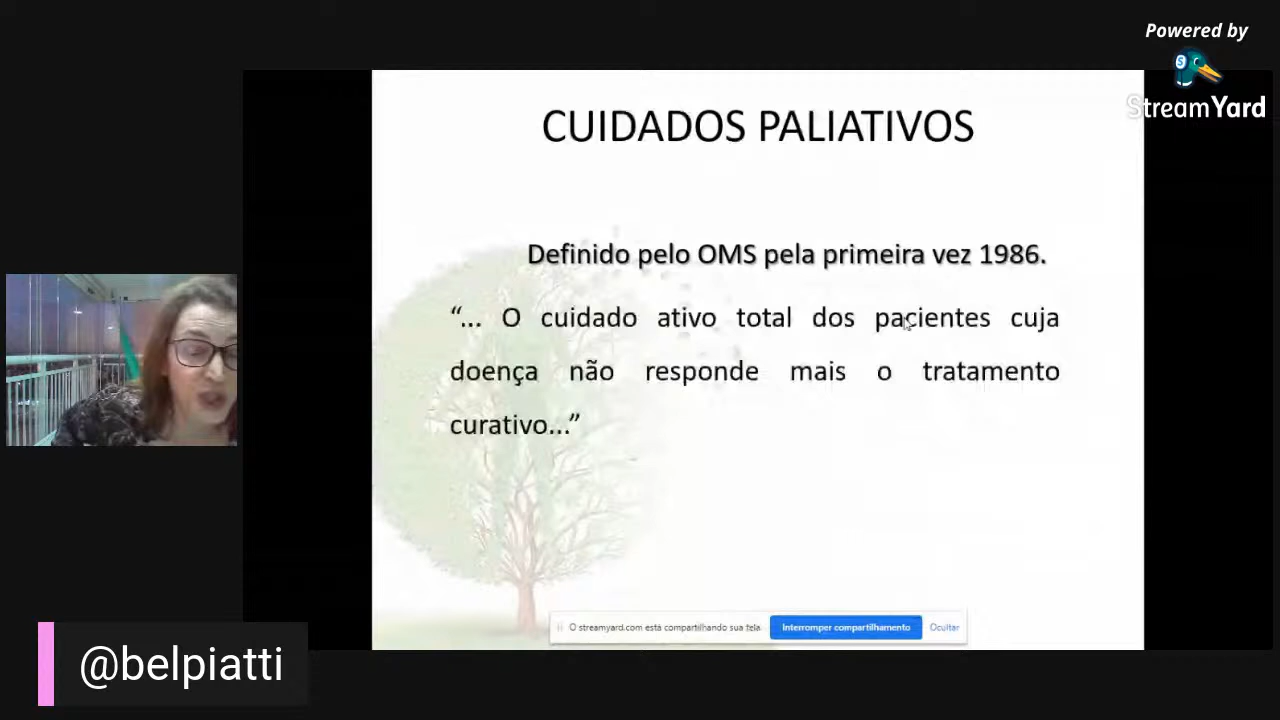 Powered by
StreamYard
CUIDADOS PALIATIVOS
Definido pelo OMS pela primeira vez 1986.
“... O cuidado ativo total dos pacientes cuja
doença não responde mais o tratamento
curativo...”
O streamyard.com está compartilhando sua tela.
Interromper compartilhamento
Ocultar
@belpiatti